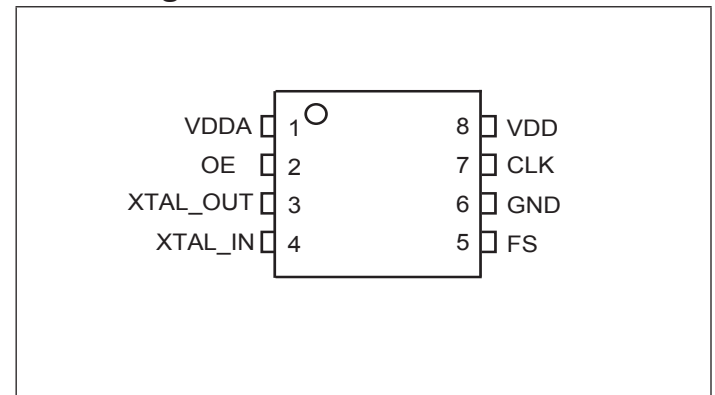 VDDA 1 8 VDD
OE 2 7 CLK
XTAL_OUT 3 6 GND
XTAL_IN 4 5 FS